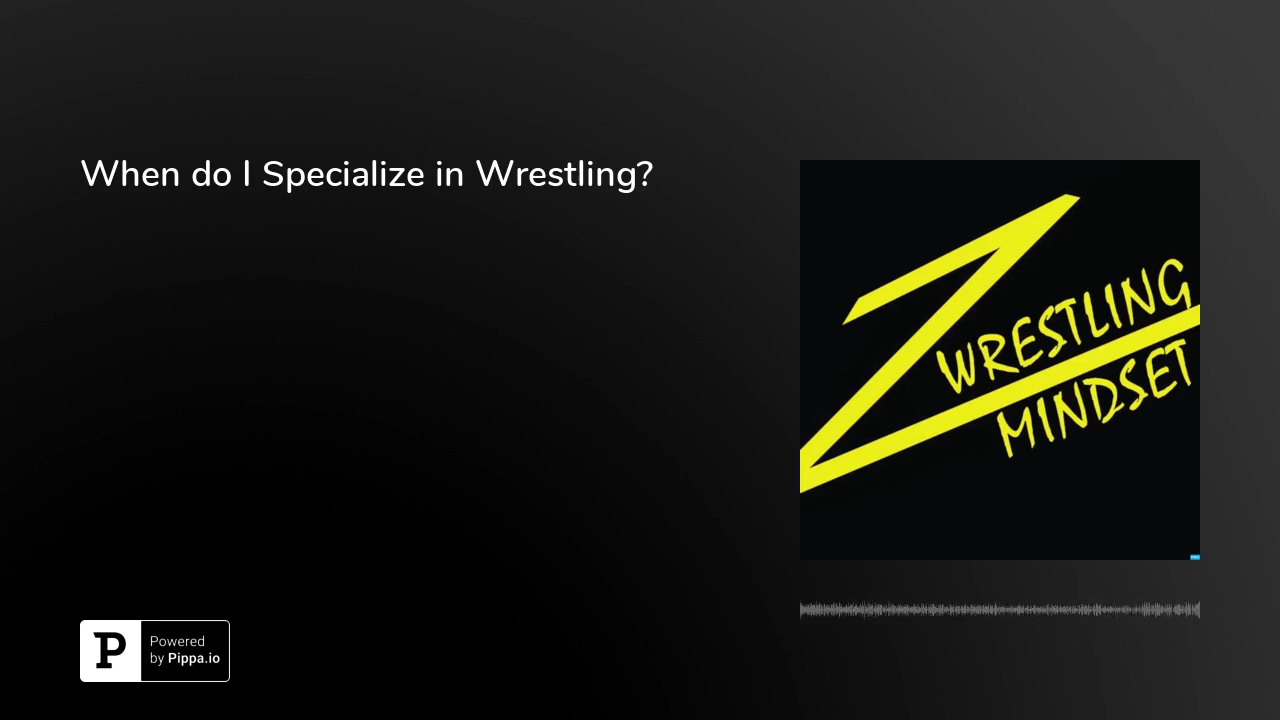 When do I Specialize in Wrestling?
WRESTLING
MINDSET
P
Powered
by Pippa.io